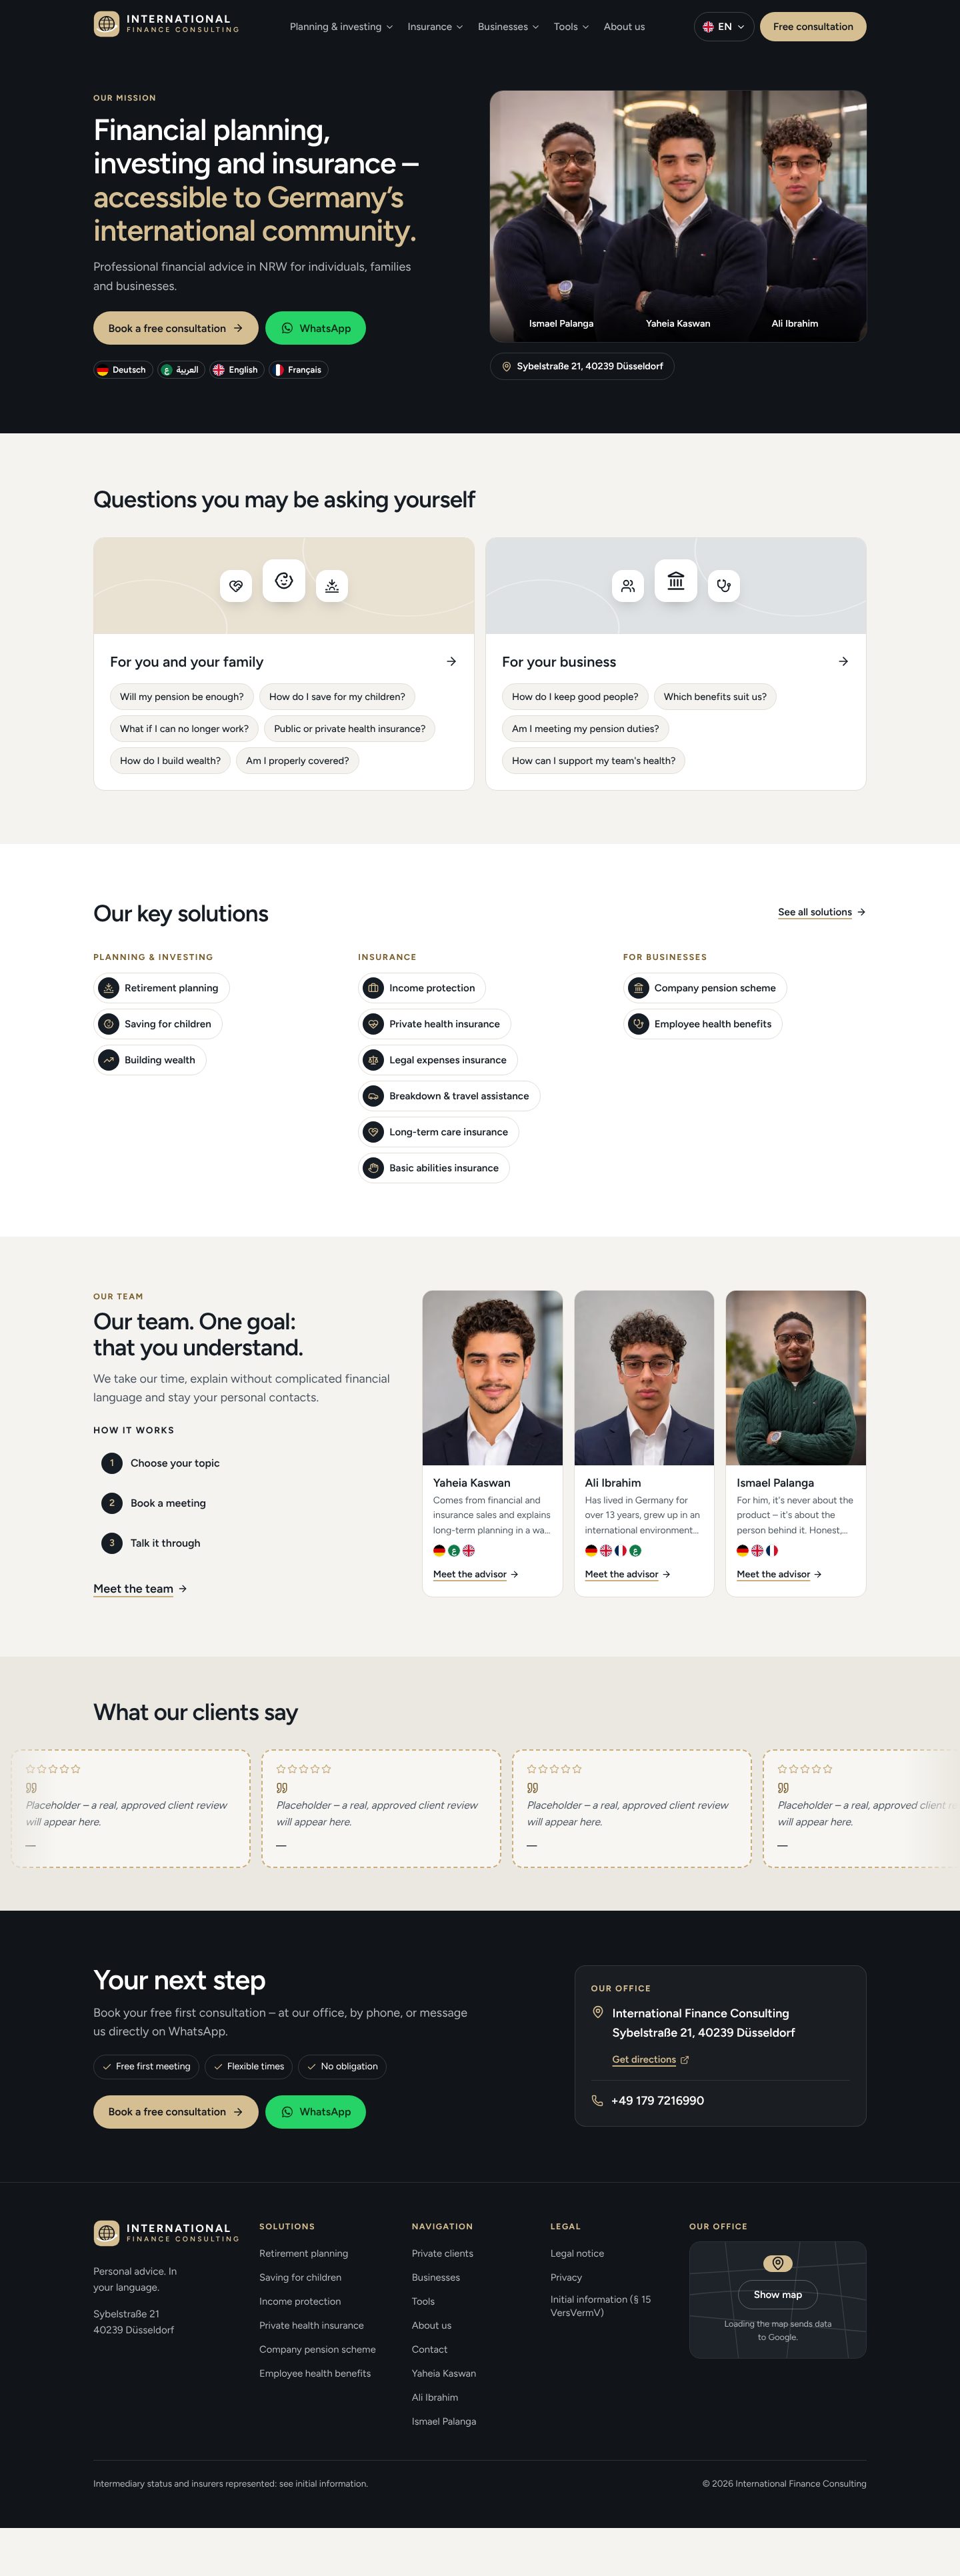 INTERNATIONAL
FINANCE CONSULTING
Planning & investing
Insurance
Businesses
Tools
About us
EN
Free consultation
OUR MISSION
Financial planning,
investing and insurance –
accessible to Germany's
international community.
Professional financial advice in NRW for individuals, families
and businesses.
Book a free consultation
WhatsApp
Deutsch
ع العربية
English
Français
Ismael Palanga
Yaheia Kaswan
Ali Ibrahim
Sybelstraße 21, 40239 Düsseldorf
Questions you may be asking yourself
For you and your family
Will my pension be enough?
How do I save for my children?
What if I can no longer work?
Public or private health insurance?
How do I build wealth?
Am I properly covered?
For your business
How do I keep good people?
Which benefits suit us?
Am I meeting my pension duties?
How can I support my team's health?
Our key solutions
See all solutions
PLANNING & INVESTING
Retirement planning
Saving for children
Building wealth
INSURANCE
Income protection
Private health insurance
Legal expenses insurance
Breakdown & travel assistance
Long-term care insurance
Basic abilities insurance
FOR BUSINESSES
Company pension scheme
Employee health benefits
OUR TEAM
Our team. One goal:
that you understand.
We take our time, explain without complicated financial
language and stay your personal contacts.
HOW IT WORKS
1 Choose your topic
2 Book a meeting
3 Talk it through
Meet the team
Yaheia Kaswan
Comes from financial and
insurance sales and explains
long-term planning in a wa...
ع
Meet the advisor
Ali Ibrahim
Has lived in Germany for
over 13 years, grew up in an
international environment...
ع
Meet the advisor
Ismael Palanga
For him, it's never about the
product – it's about the
person behind it. Honest,...
Meet the advisor
What our clients say
Placeholder – a real, approved client review
will appear here.
—
Placeholder – a real, approved client review
will appear here.
—
Placeholder – a real, approved client review
will appear here.
—
Placeholder – a real, approved client re
will appear here.
—
Your next step
Book your free first consultation – at our office, by phone, or message
us directly on WhatsApp.
Free first meeting
Flexible times
No obligation
Book a free consultation
WhatsApp
OUR OFFICE
International Finance Consulting
Sybelstraße 21, 40239 Düsseldorf
Get directions
+49 179 7216990
INTERNATIONAL
FINANCE CONSULTING
Personal advice. In
your language.
Sybelstraße 21
40239 Düsseldorf
SOLUTIONS
Retirement planning
Saving for children
Income protection
Private health insurance
Company pension scheme
Employee health benefits
NAVIGATION
Private clients
Businesses
Tools
About us
Contact
Yaheia Kaswan
Ali Ibrahim
Ismael Palanga
LEGAL
Legal notice
Privacy
Initial information (§ 15
VersVermV)
OUR OFFICE
Show map
Loading the map sends data
to Google.
Intermediary status and insurers represented: see initial information.
© 2026 International Finance Consulting